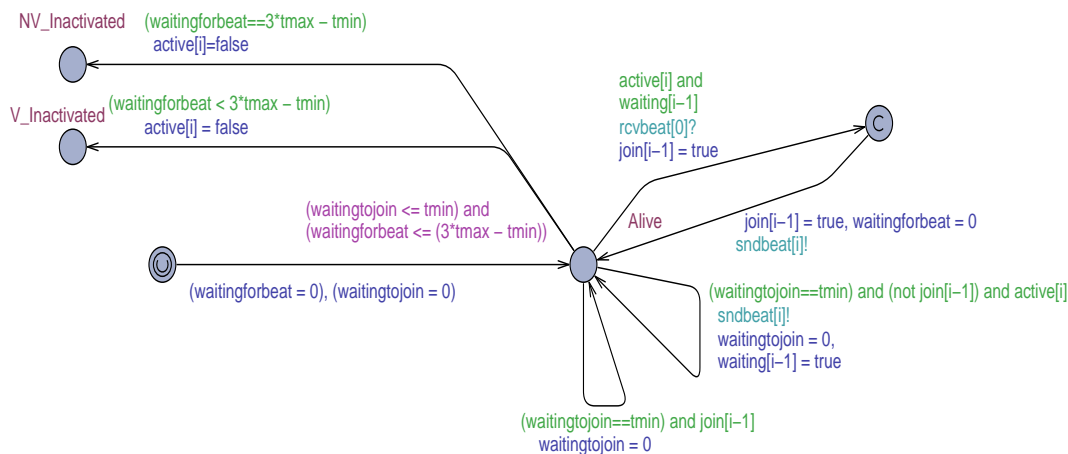 NV_Inactivated
(waitingforbeat==3*tmax – tmin)
active[i]=false
V_Inactivated
(waitingforbeat < 3*tmax – tmin)
active[i] = false
active[i] and
waiting[i–1]
rcvbeat[0]?
join[i–1] = true
C
(waitingtojoin <= tmin) and
(waitingforbeat <= (3*tmax – tmin))
Alive
join[i–1] = true, waitingforbeat = 0
sndbeat[i]!
U
(waitingforbeat = 0), (waitingtojoin = 0)
(waitingtojoin==tmin) and (not join[i–1]) and active[i]
sndbeat[i]!
waitingtojoin = 0,
waiting[i–1] = true
(waitingtojoin==tmin) and join[i–1]
waitingtojoin = 0